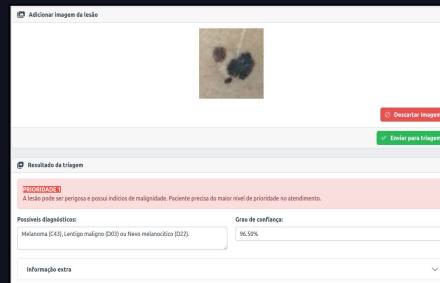 Adicionar imagem da lesão
Descartar imagem
Enviar para triagem
Resultado da triagem
PRIORIDADE 1
A lesão pode ser perigosa e possui indícios de malignidade. Paciente precisa do maior nível de prioridade no atendimento.
Possíveis diagnósticos:
Grau de confiança:
Melanoma (C43), Lentigo maligno (D03) ou Nevo melanocítico (D22).
96.50%
Informação extra